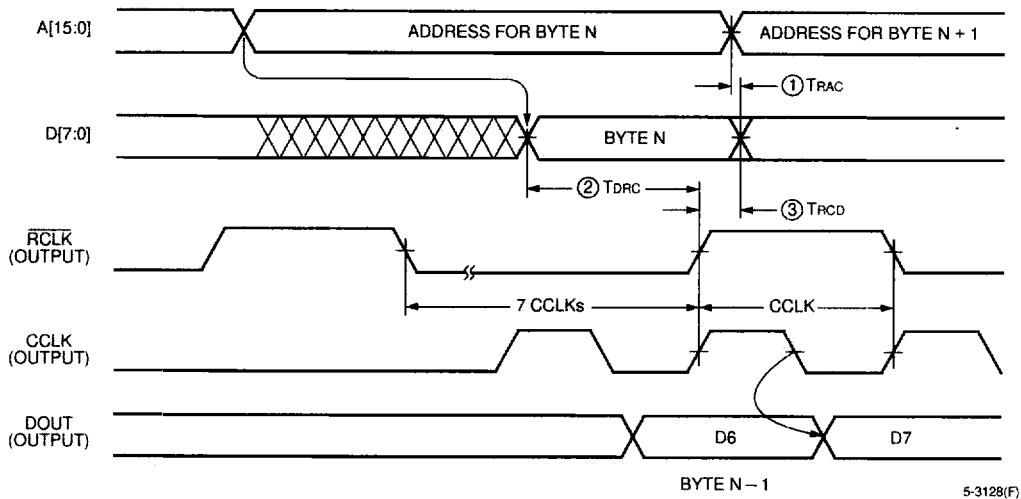 A[15:0]
ADDRESS FOR BYTE N
ADDRESS FOR BYTE N + 1
① TRAC
D[7:0]
BYTE N
② TDRC
③ TRCD
RCLK
(OUTPUT)
7 CCLKs
CCLK
CCLK
(OUTPUT)
DOUT
(OUTPUT)
D6
D7
BYTE N – 1
5-3128(F)